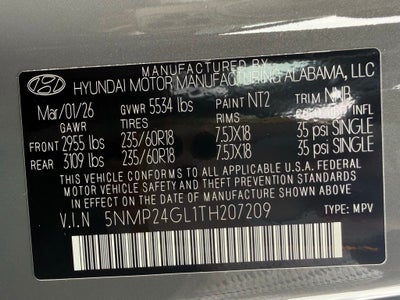 MANUFACTURED BY
HYUNDAI MOTOR MANUFACTURING ALABAMA, LLC
Mar/01/26 GVWR 5534 lbs PAINT NT2 TRIM NNB
GAWR TIRES RIMS INFL
FRONT 2955 lbs 235/60R18 7.5JX18 35 psi SINGLE
REAR 3109 lbs 235/60R18 7.5JX18 35 psi SINGLE
THIS VEHICLE CONFORMS TO ALL APPLICABLE U.S.A.
FEDERAL MOTOR VEHICLE SAFETY AND THEFT PREVENTION
STANDARDS IN EFFECT ON THE DATE OF
MANUFACTURE SHOWN ABOVE.
V.I.N 5NMP24GL1TH207209 TYPE: MPV